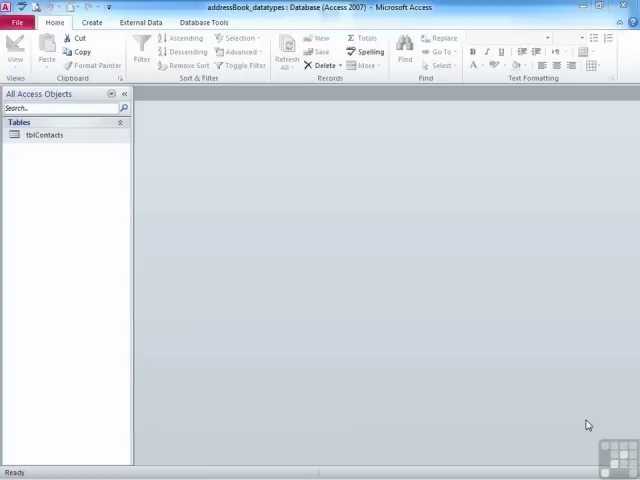 addressBook_datatypes : Database (Access 2007) - Microsoft Access
File Home Create External Data Database Tools
View
Views
Paste
Cut
Copy
Format Painter
Clipboard
Filter
Ascending
Descending
Remove Sort
Selection
Advanced
Toggle Filter
Sort & Filter
Refresh All
New
Save
Delete
Totals
Spelling
More
Records
Find
Replace
Go To
Select
Find
B I U
A
Text Formatting
All Access Objects
Search...
Tables
tblContacts
Ready